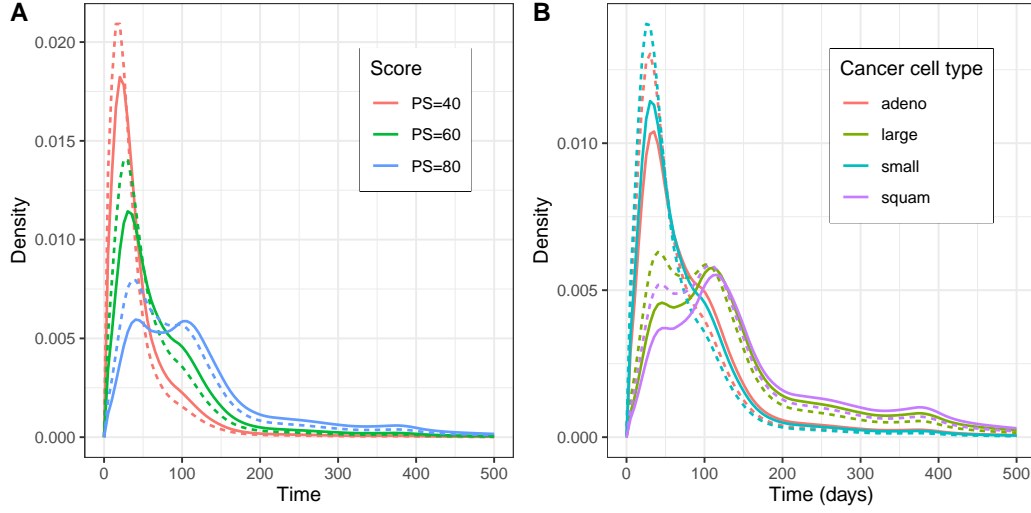 A
Density
0.020
0.015
0.010
0.005
0.000
Score
PS=40
PS=60
PS=80
0
100
200
300
400
500
Time
B
Density
0.010
0.005
0.000
Cancer cell type
adeno
large
small
squam
0
100
200
300
400
500
Time (days)